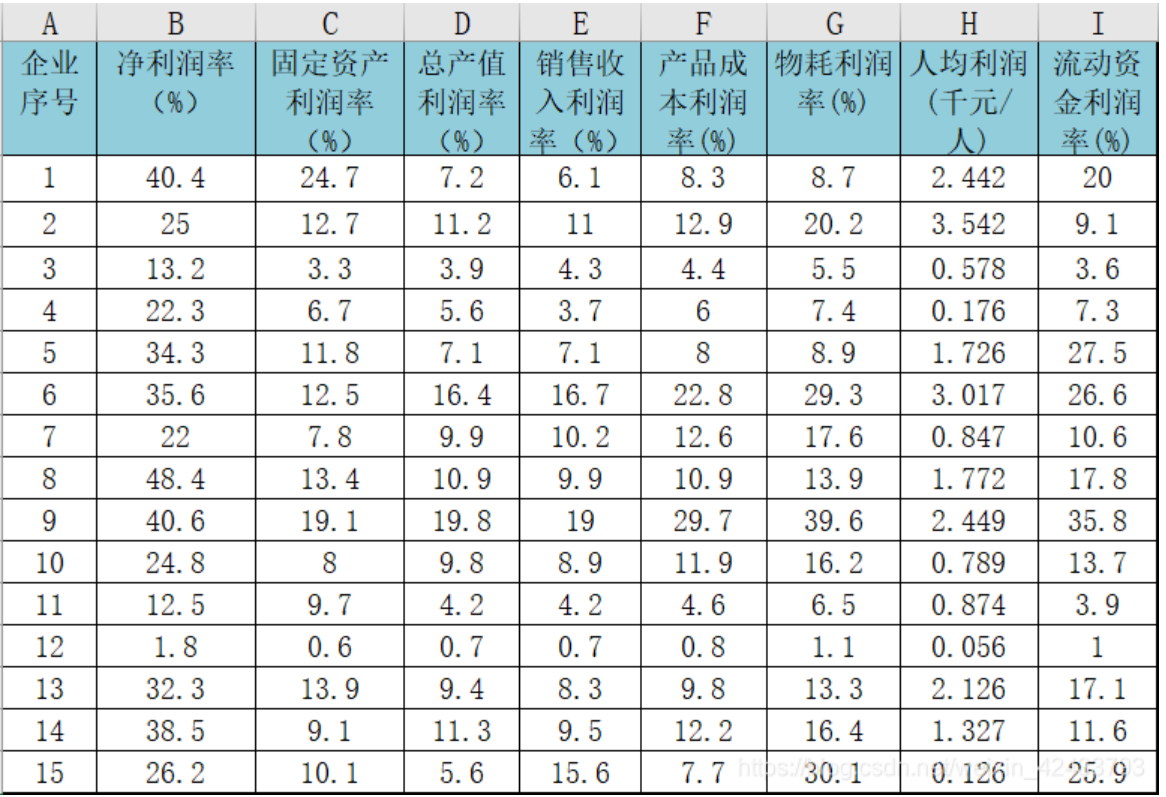 A B C D E F G H I
企业序号 净利润率（%） 固定资产利润率（%） 总产值利润率（%） 销售收入利润率（%） 产品成本利润率(%) 物耗利润率(%) 人均利润(千元/人) 流动资金利润率(%)
1 40.4 24.7 7.2 6.1 8.3 8.7 2.442 20
2 25 12.7 11.2 11 12.9 20.2 3.542 9.1
3 13.2 3.3 3.9 4.3 4.4 5.5 0.578 3.6
4 22.3 6.7 5.6 3.7 6 7.4 0.176 7.3
5 34.3 11.8 7.1 7.1 8 8.9 1.726 27.5
6 35.6 12.5 16.4 16.7 22.8 29.3 3.017 26.6
7 22 7.8 9.9 10.2 12.6 17.6 0.847 10.6
8 48.4 13.4 10.9 9.9 10.9 13.9 1.772 17.8
9 40.6 19.1 19.8 19 29.7 39.6 2.449 35.8
10 24.8 8 9.8 8.9 11.9 16.2 0.789 13.7
11 12.5 9.7 4.2 4.2 4.6 6.5 0.874 3.9
12 1.8 0.6 0.7 0.7 0.8 1.1 0.056 1
13 32.3 13.9 9.4 8.3 9.8 13.3 2.126 17.1
14 38.5 9.1 11.3 9.5 12.2 16.4 1.327 11.6
15 26.2 10.1 5.6 15.6 7.7 30.1 0.126 25.9